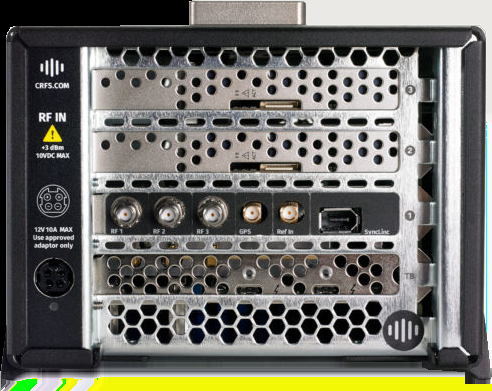 CRFS.COM
RF IN
+3 dBm
10VDC MAX
12V 10A MAX
Use approved
adaptor only
3
2
RF 1 RF 2 RF 3 GPS Ref In SyncLinc
1
TB